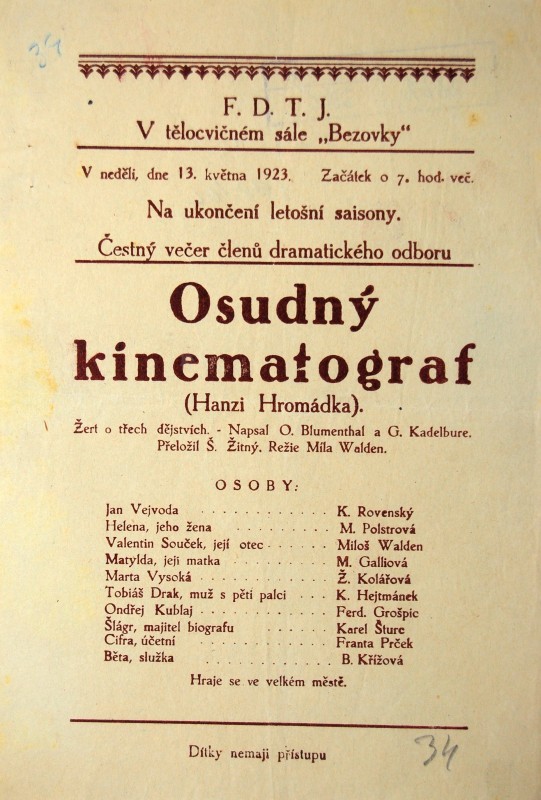 34
F. D. T. J.
V tělocvičném sále „Bezovky“
V neděli, dne 13. května 1923. Začátek o 7. hod. več.
Na ukončení letošní saisony.
Čestný večer členů dramatického odboru
Osudný
kinematograf
(Hanzi Hromádka).
Žert o třech dějstvích. - Napsal O. Blumenthal a G. Kadelbure.
Přeložil Š. Žitný. Režie Míla Walden.
OSOBY:
Jan Vejvoda . . . . . . . . . . . . K. Rovenský
Helena, jeho žena . . . . . . . . . M. Polstrová
Valentin Souček, její otec . . . . . . Miloš Walden
Matylda, její matka . . . . . . . . . M. Galliová
Marta Vysoká . . . . . . . . . . . . Ž. Kolářová
Tobiáš Drak, muž s pěti palci . . . K. Hejtmánek
Ondřej Kublaj . . . . . . . . . . . . Ferd. Grošpic
Šlágr, majitel biografu . . . . . . Karel Šturc
Cifra, účetní . . . . . . . . . . Franta Prček
Běta, služka . . . . . . . . . . . . B. Křížová
Hraje se ve velkém městě.
Dítky nemají přístupu
34